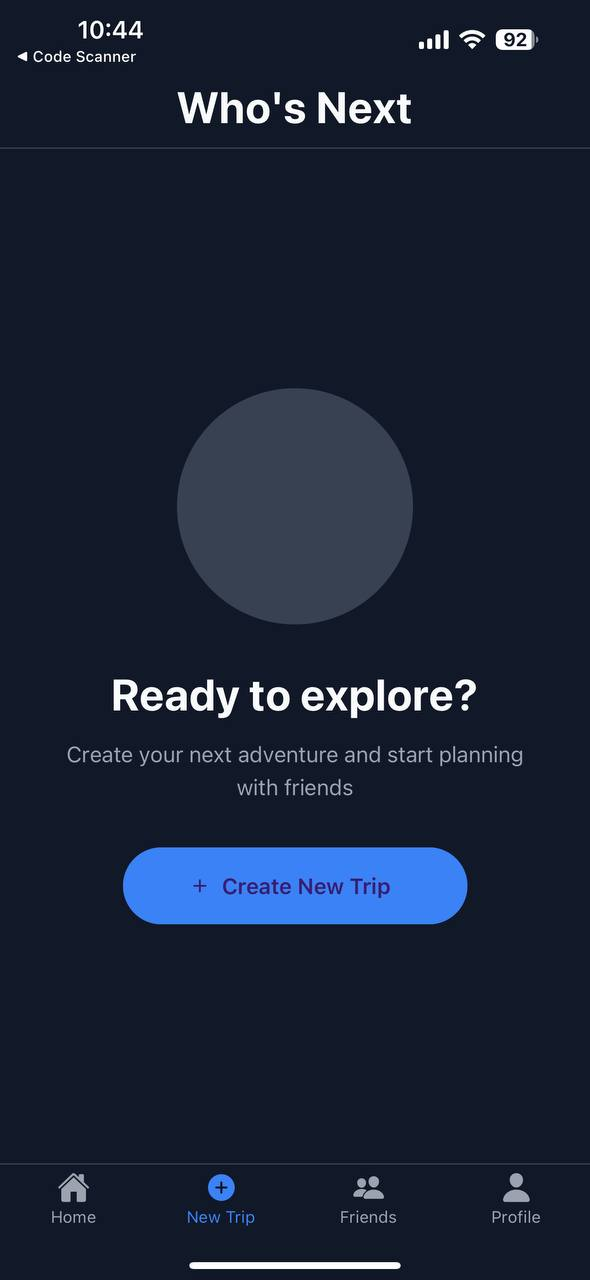 10:44
92
◀ Code Scanner
Who's Next
Ready to explore?
Create your next adventure and start planning
with friends
+ Create New Trip
Home
New Trip
Friends
Profile